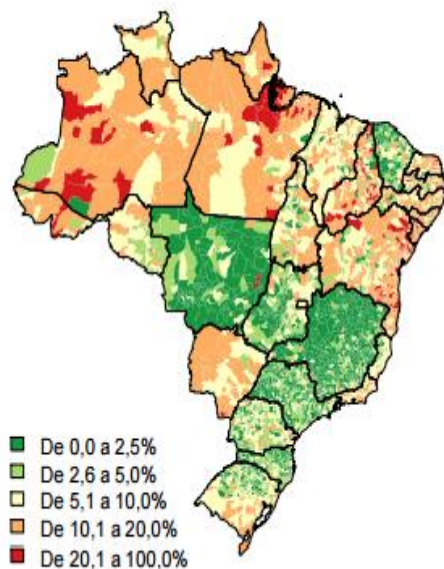 De 0,0 a 2,5%
De 2,6 a 5,0%
De 5,1 a 10,0%
De 10,1 a 20,0%
De 20,1 a 100,0%